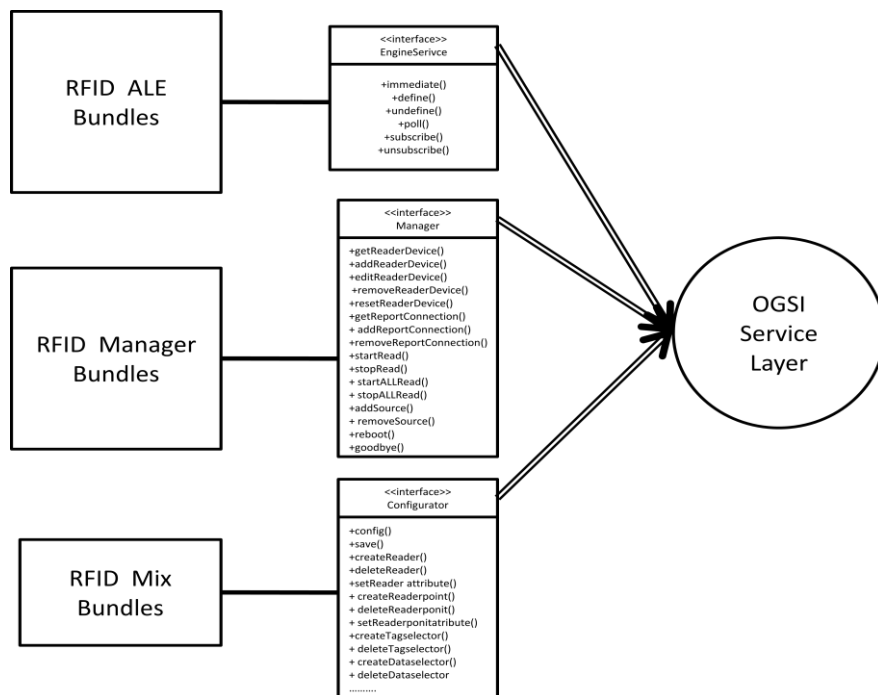 RFID ALE
Bundles
<<interface>>
EngineSerivce
+immediate()
+define()
+undefine()
+poll()
+subscribe()
+unsubscribe()
RFID Manager
Bundles
<<interface>>
Manager
+getReaderDevice()
+addReaderDevice()
+editReaderDevice()
+removeReaderDevice()
+resetReaderDevice()
+getReportConnection()
+ addReportConnection()
+removeReportConnection()
+startRead()
+stopRead()
+ startALLRead()
+ stopALLRead()
+addSource()
+ removeSource()
+reboot()
+goodbye()
OGSI
Service
Layer
RFID Mix
Bundles
<<interface>>
Configurator
+config()
+save()
+createReader()
+deleteReader()
+setReader attribute()
+ createReaderpoint()
+ deleteReaderponit()
+ setReaderponitatribute()
+createTagselector()
+ deleteTagselector()
+ createDataselector()
+ deleteDataselector
..........